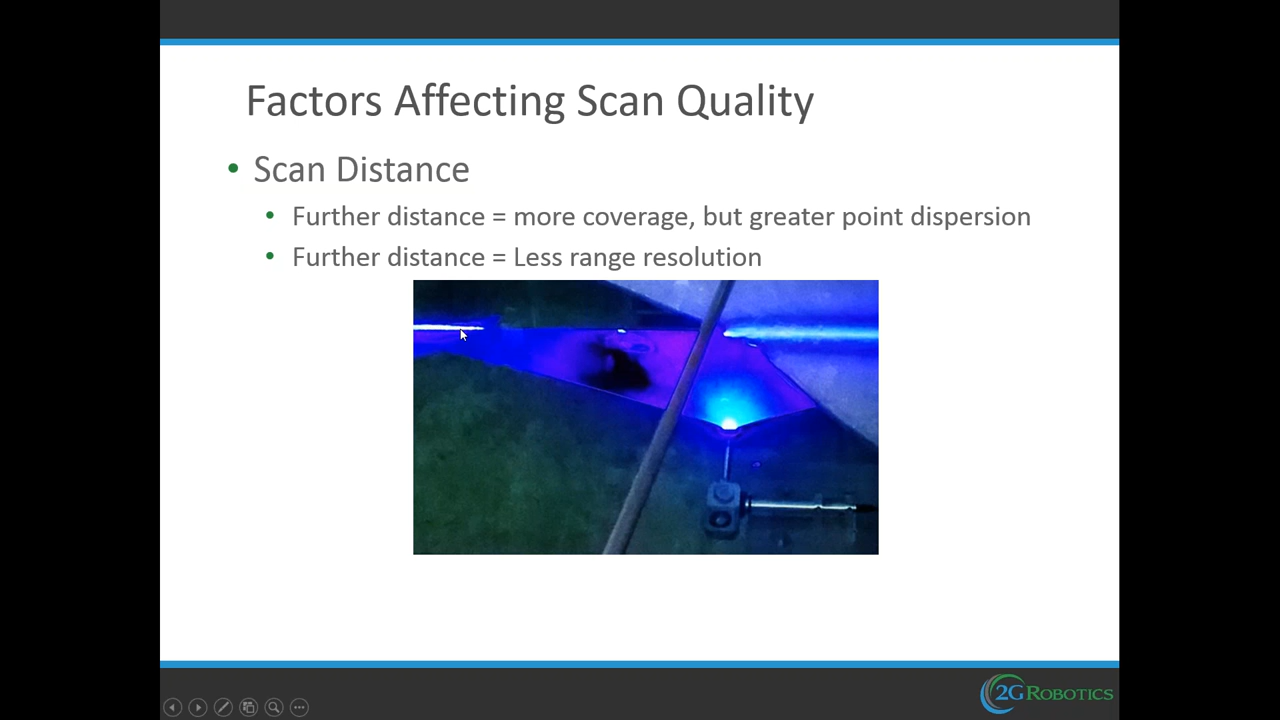 Factors Affecting Scan Quality
• Scan Distance
• Further distance = more coverage, but greater point dispersion
• Further distance = Less range resolution
2G ROBOTICS